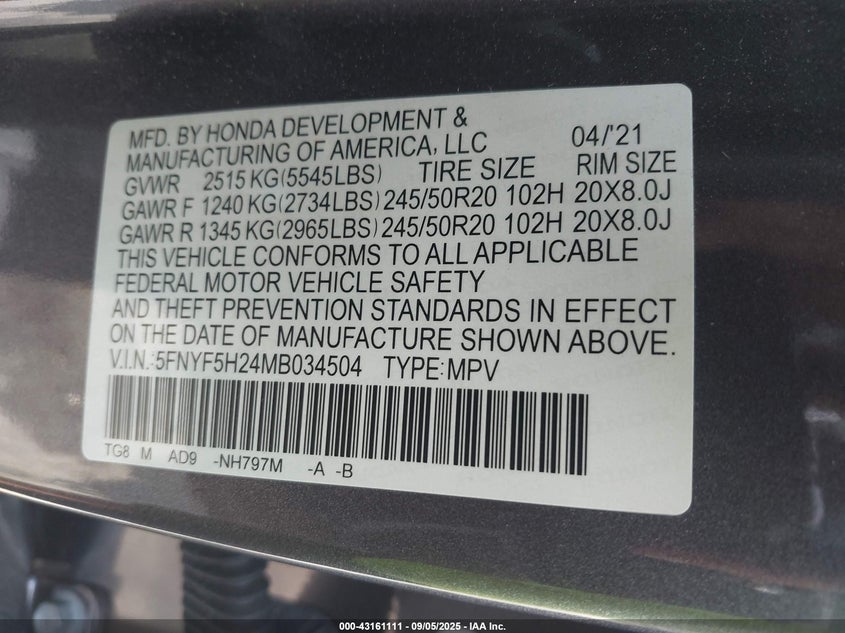 MFD. BY HONDA DEVELOPMENT &
MANUFACTURING OF AMERICA, LLC 04/'21
GVWR 2515 KG(5545LBS) TIRE SIZE RIM SIZE
GAWR F 1240 KG(2734LBS) 245/50R20 102H 20X8.0J
GAWR R 1345 KG(2965LBS) 245/50R20 102H 20X8.0J
THIS VEHICLE CONFORMS TO ALL APPLICABLE
FEDERAL MOTOR VEHICLE SAFETY
AND THEFT PREVENTION STANDARDS IN EFFECT
ON THE DATE OF MANUFACTURE SHOWN ABOVE.
V.I.N.:5FNYF5H24MB034504 TYPE:MPV
TG8 M AD9 -NH797M -A -B
000-43161111 - 09/05/2025 - IAA Inc.